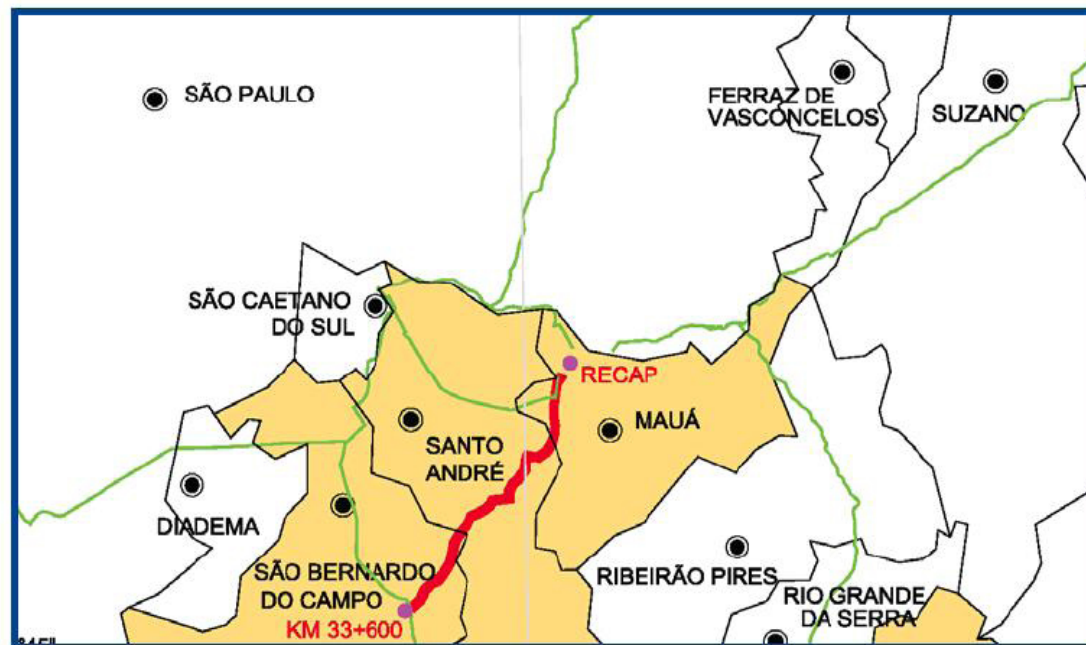 SÃO PAULO
FERRAZ DE
VASCONCELOS
SUZANO
SÃO CAETANO
DO SUL
RECAP
MAUÁ
SANTO
ANDRÉ
DIADEMA
SÃO BERNARDO
DO CAMPO
KM 33+600
RIBEIRÃO PIRES
RIO GRANDE
DA SERRA